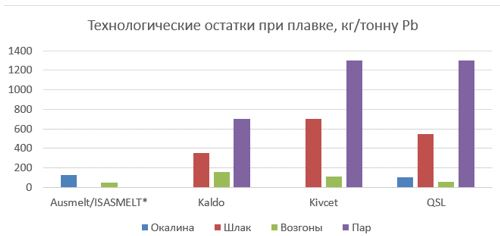 Технологические остатки при плавке, кг/тонну Pb
1400
1200
1000
800
600
400
200
0
Ausmelt/ISASMELT* Kaldo Kivcet QSL
Окалина Шлак Возгоны Пар